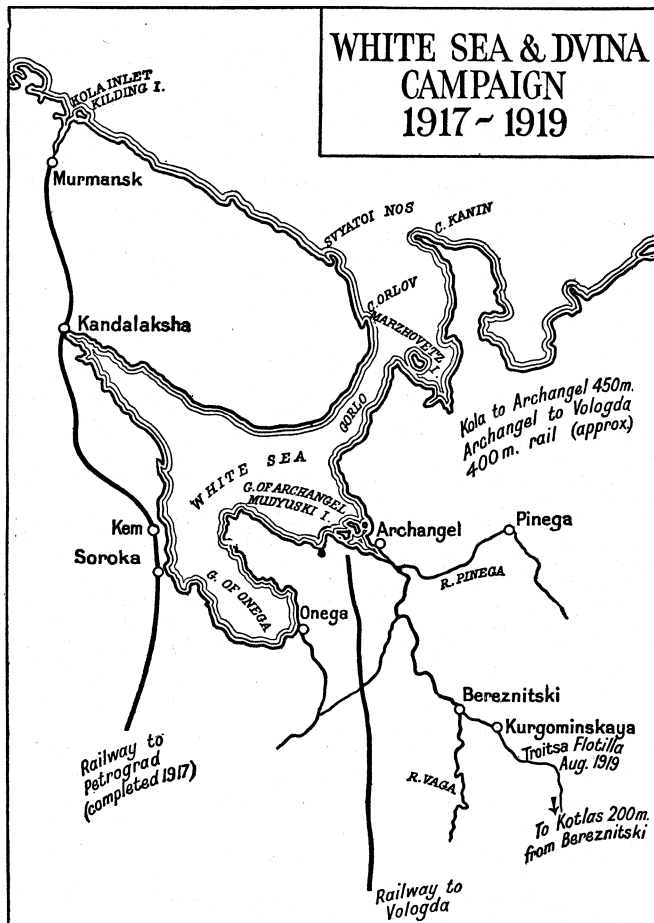 WHITE SEA & DVINA
CAMPAIGN
1917~1919
KOLA INLET
KILDING I.
Murmansk
SVYATOI NOS
C. KANIN
C. ORLOV
MARZHOVETZ
I.
Kandalaksha
GORLO
Kola to Archangel 450m.
Archangel to Vologda
400 m. rail (approx.)
WHITE SEA
G. OF ARCHANGEL
MUDYUSKI I.
Archangel
Pinega
Kem
Soroka
R. PINEGA
G. OF ONEGA
Onega
Bereznitski
Kurgominskaya
Troitsa Flotilla
Aug. 1919
R. VAGA
Railway to
Petrograd
(completed 1917)
To Kotlas 200m.
from Bereznitski
Railway to
Vologda